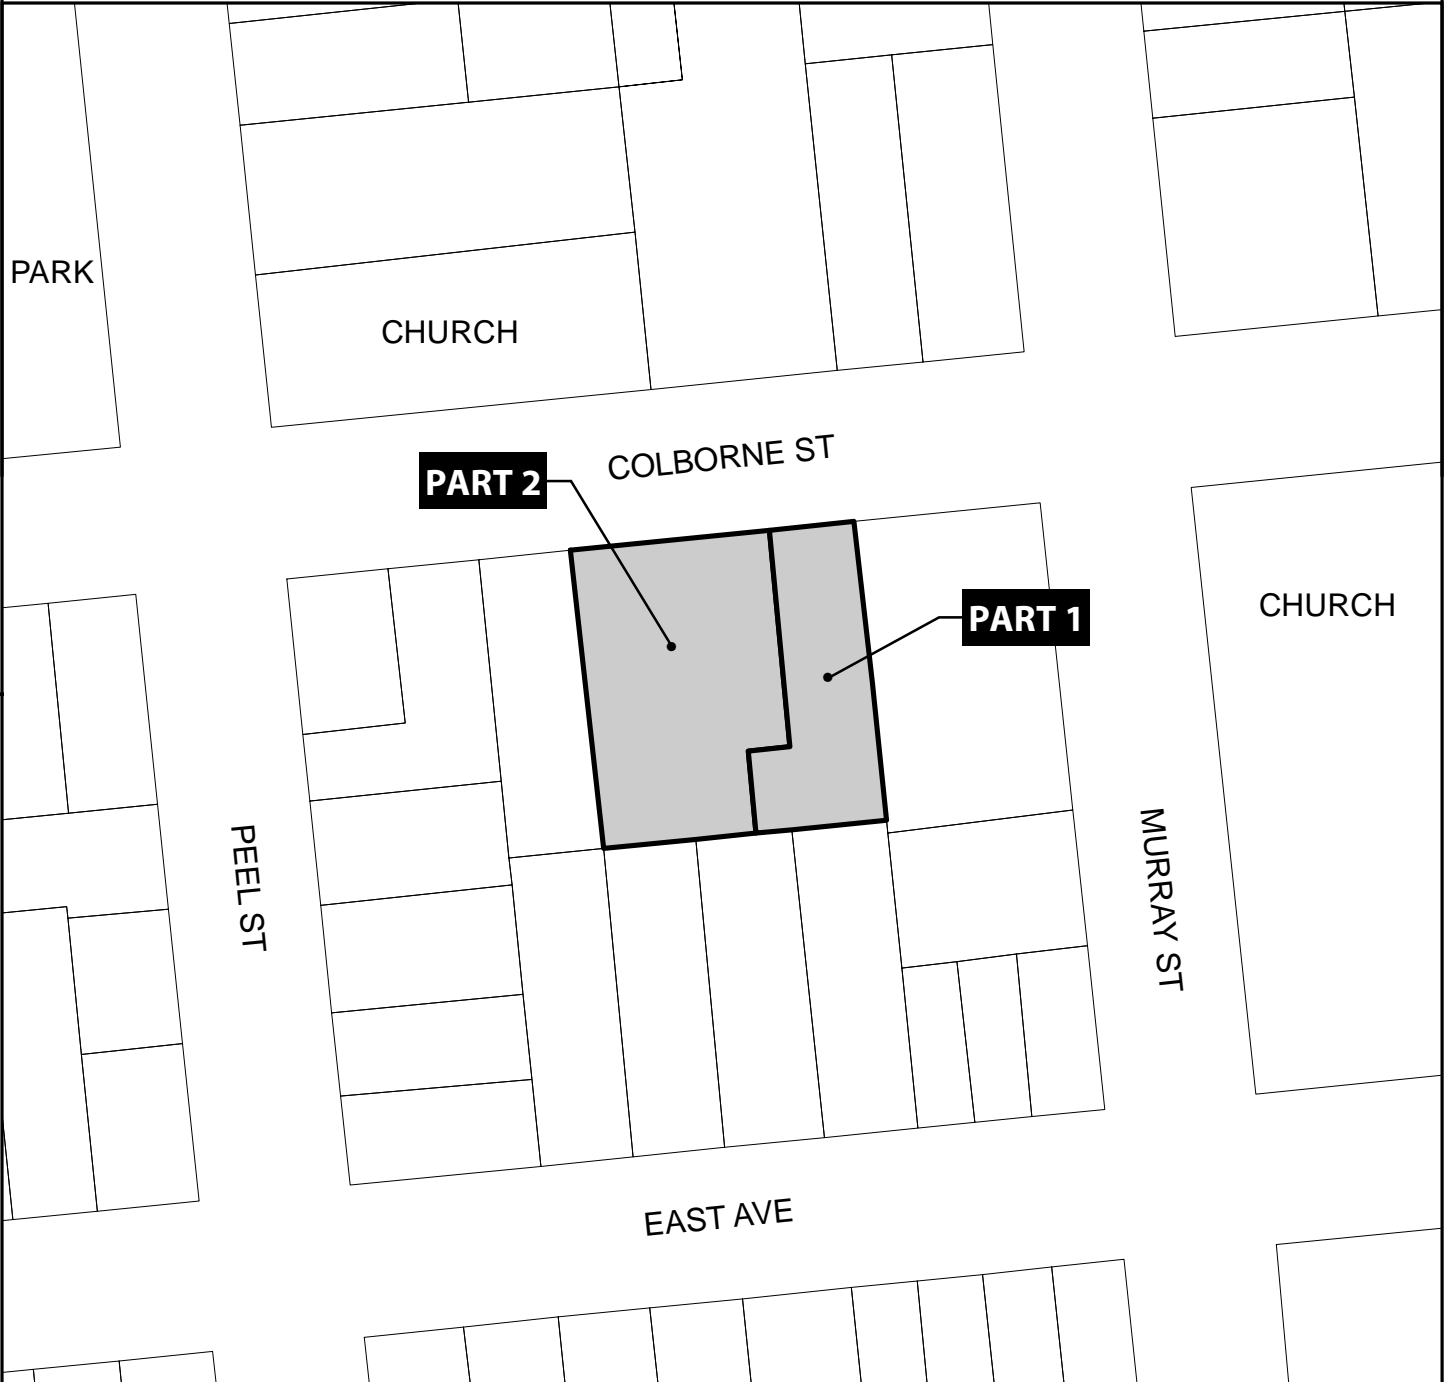 PARK
CHURCH
COLBORNE ST
PART 2
CHURCH
PART 1
PEEL ST
MURRAY ST
EAST AVE